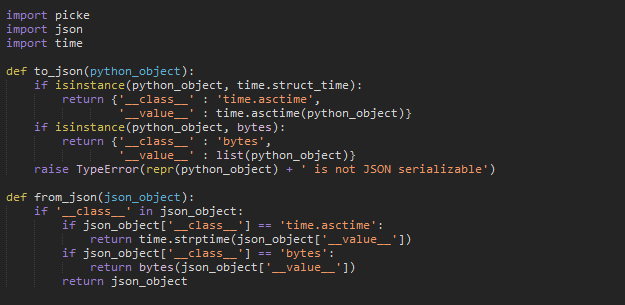 import picke
import json
import time
def to_json(python_object):
if isinstance(python_object, time.struct_time):
return {'__class__' : 'time.asctime',
'__value__' : time.asctime(python_object)}
if isinstance(python_object, bytes):
return {'__class__' : 'bytes',
'__value__' : list(python_object)}
raise TypeError(repr(python_object) + ' is not JSON serializable')
def from_json(json_object):
if '__class__' in json_object:
if json_object['__class__'] == 'time.asctime':
return time.strptime(json_object['__value__'])
if json_object['__class__'] == 'bytes':
return bytes(json_object['__value__'])
return json_object